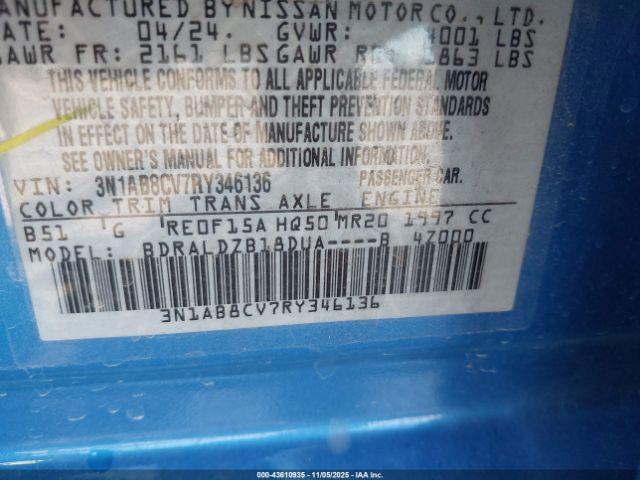 MANUFACTURED BY NISSAN MOTOR CO., LTD.
DATE: 04/24. GVWR: 4001 LBS
GAWR FR: 2161 LBS GAWR RR: 1863 LBS
THIS VEHICLE CONFORMS TO ALL APPLICABLE FEDERAL MOTOR
VEHICLE SAFETY, BUMPER AND THEFT PREVENTION STANDARDS
IN EFFECT ON THE DATE OF MANUFACTURE SHOWN ABOVE.
SEE OWNER'S MANUAL FOR ADDITIONAL INFORMATION.
VIN: 3N1AB8CV7RY346136 PASSENGER CAR.
COLOR TRIM TRANS AXLE ENGINE
B51 G RE0F15A HQ50 MR20 1997 CC
MODEL: BDRALDZB18DUA----B 47000
3N1AB8CV7RY346136
000-43610935 11/05/2025 - IAAI.com